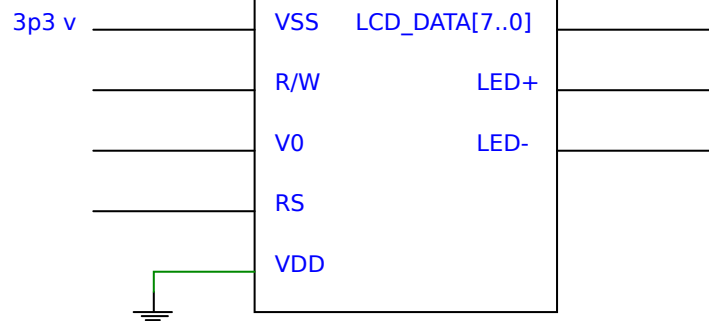 3p3 v VSS LCD_DATA[7..0]
R/W LED+
V0 LED-
RS
VDD